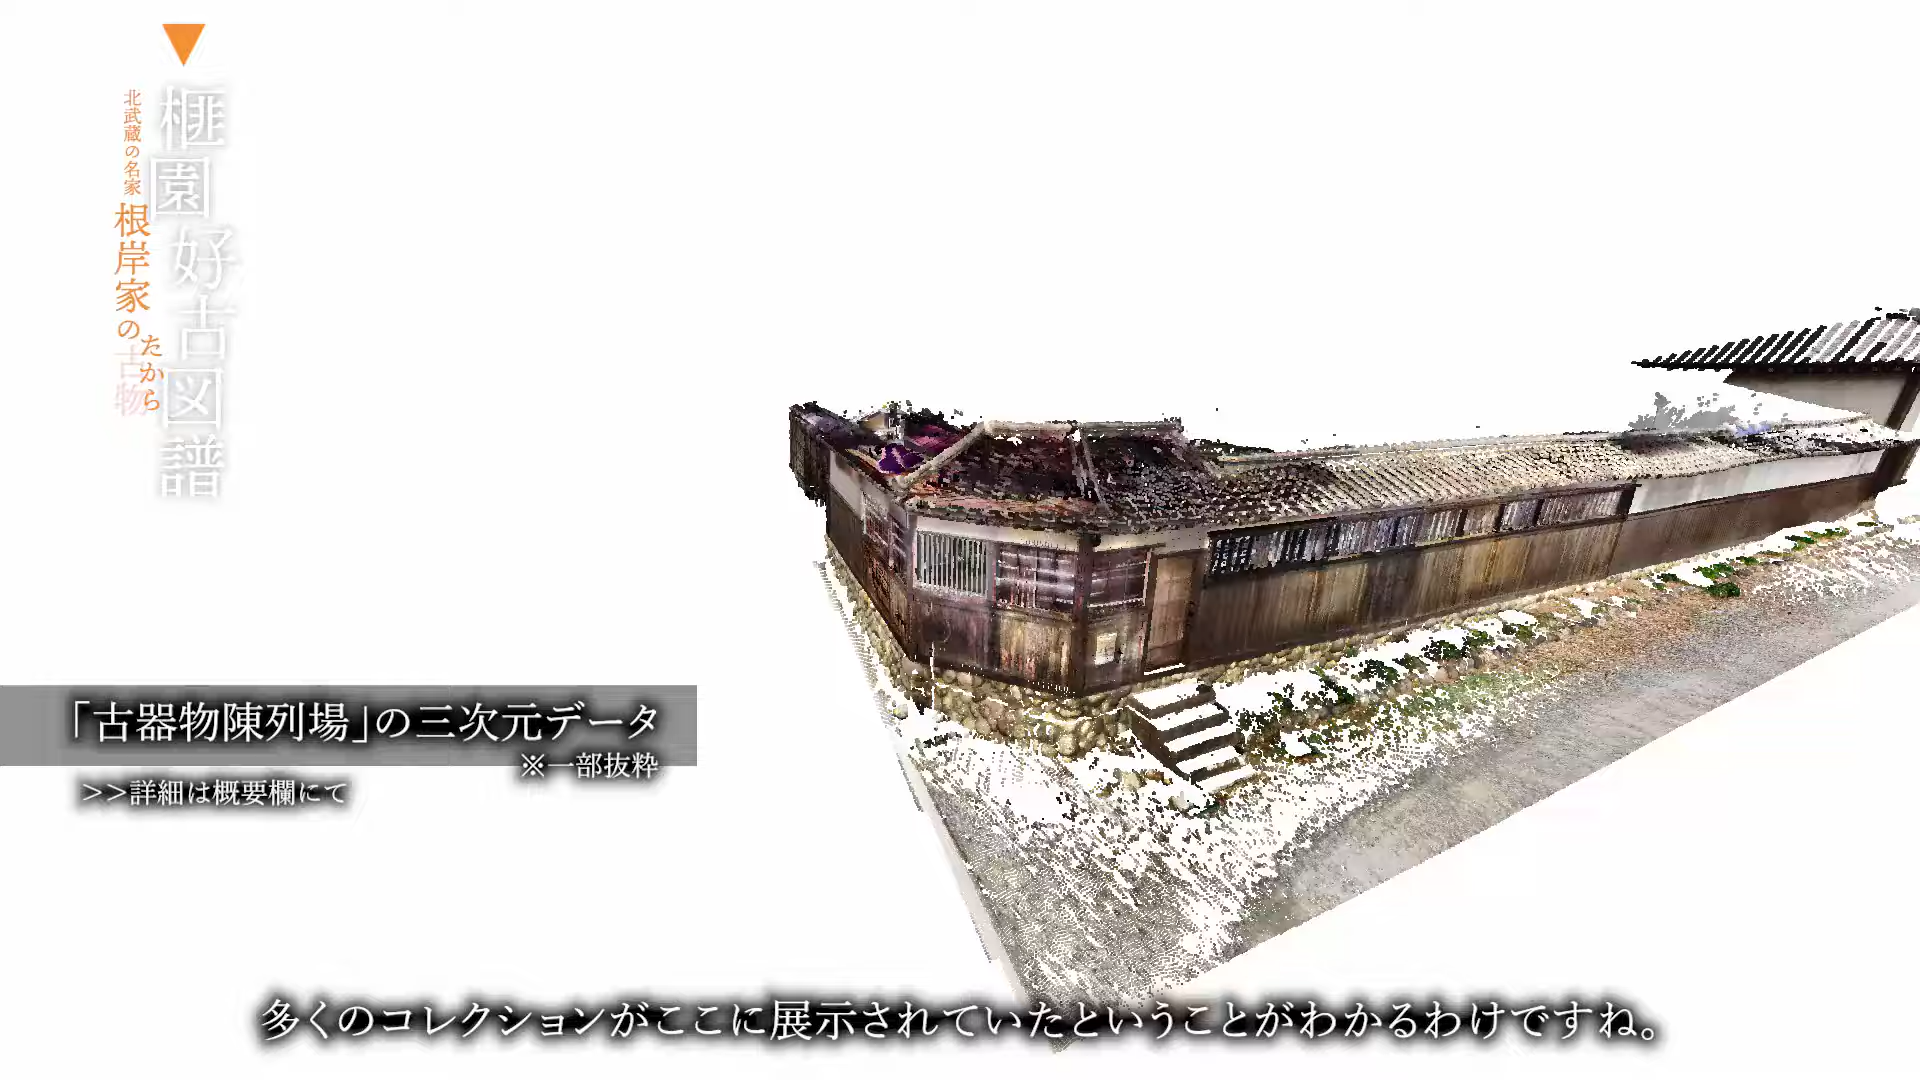 榧園好古図譜
北武蔵の名家
根岸家の古物
たから
「古器物陳列場」の三次元データ
※一部抜粋
>>詳細は概要欄にて
多くのコレクションがここに展示されていたということがわかるわけですね。